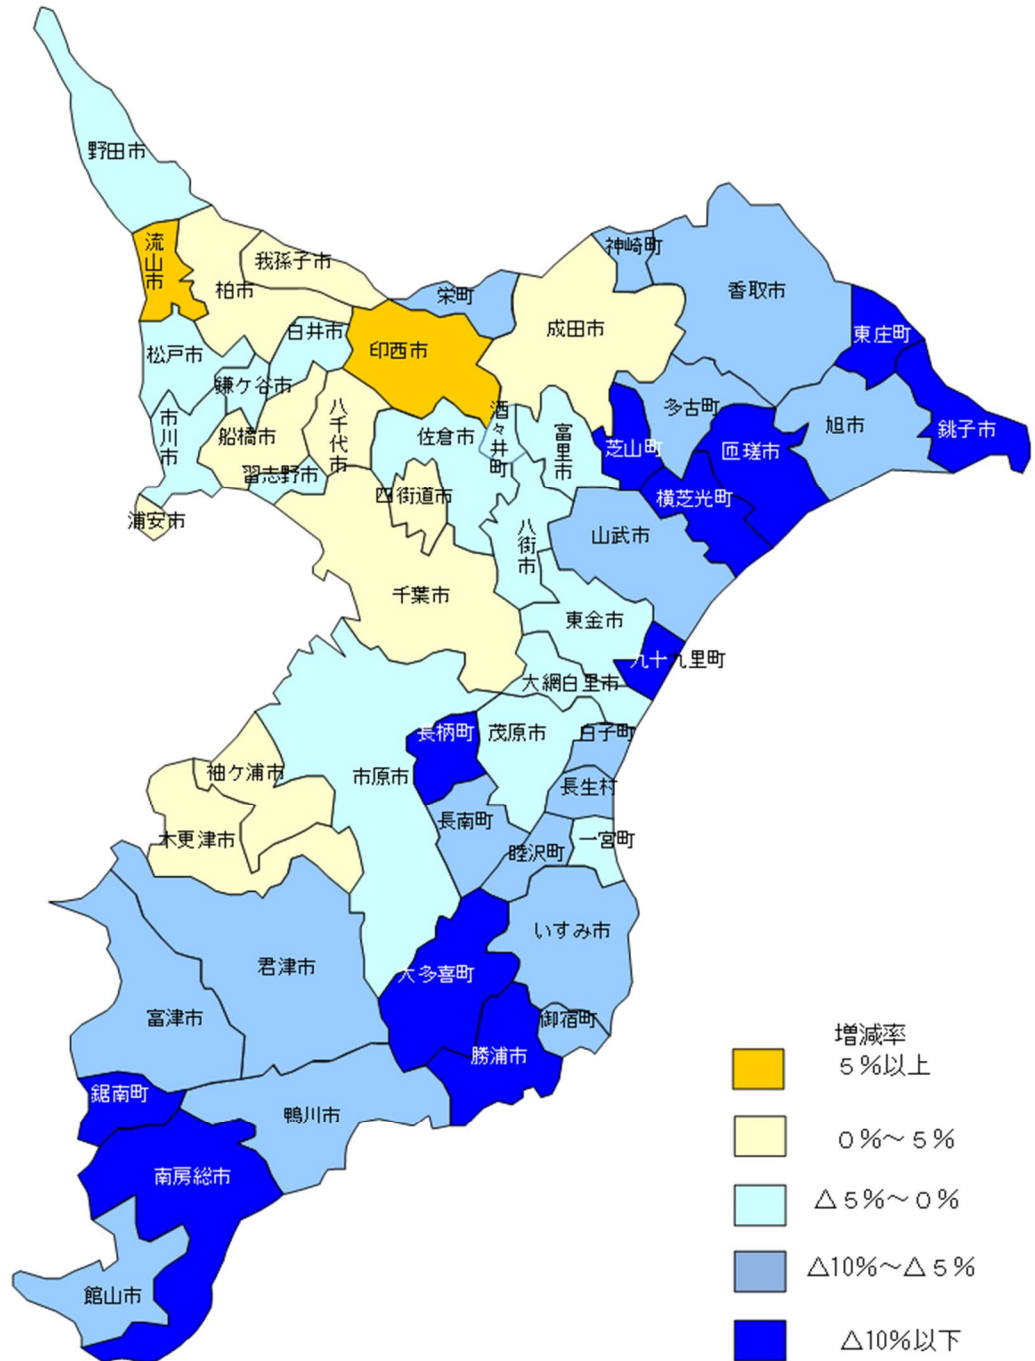 野田市
流山市
柏市
我孫子市
栄町
神崎町
香取市
成田市
東庄町
白井市
印西市
松戸市
鎌ケ谷市
八千代市
酒々井町
多古町
旭市
銚子市
市川市
船橋市
佐倉市
富里市
芝山町
匝瑳市
習志野市
四街道市
横芝光町
浦安市
八街市
山武市
千葉市
東金市
九十九里町
大網白里市
長柄町
茂原市
白子町
袖ケ浦市
市原市
長生村
木更津市
長南町
睦沢町
一宮町
いすみ市
君津市
大多喜町
富津市
御宿町
勝浦市
鋸南町
鴨川市
南房総市
館山市
増減率
5%以上
0%~5%
△5%~0%
△10%~△5%
△10%以下